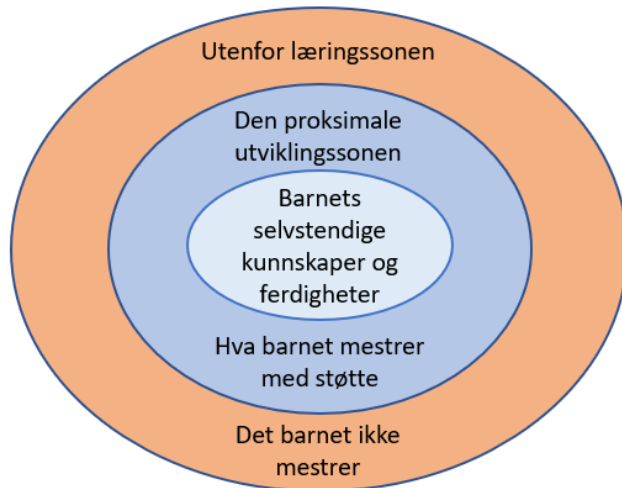 Utenfor læringssonen
Den proksimale
utviklingssonen
Barnets
selvstendige
kunnskaper og
ferdigheter
Hva barnet mestrer
med støtte
Det barnet ikke
mestrer